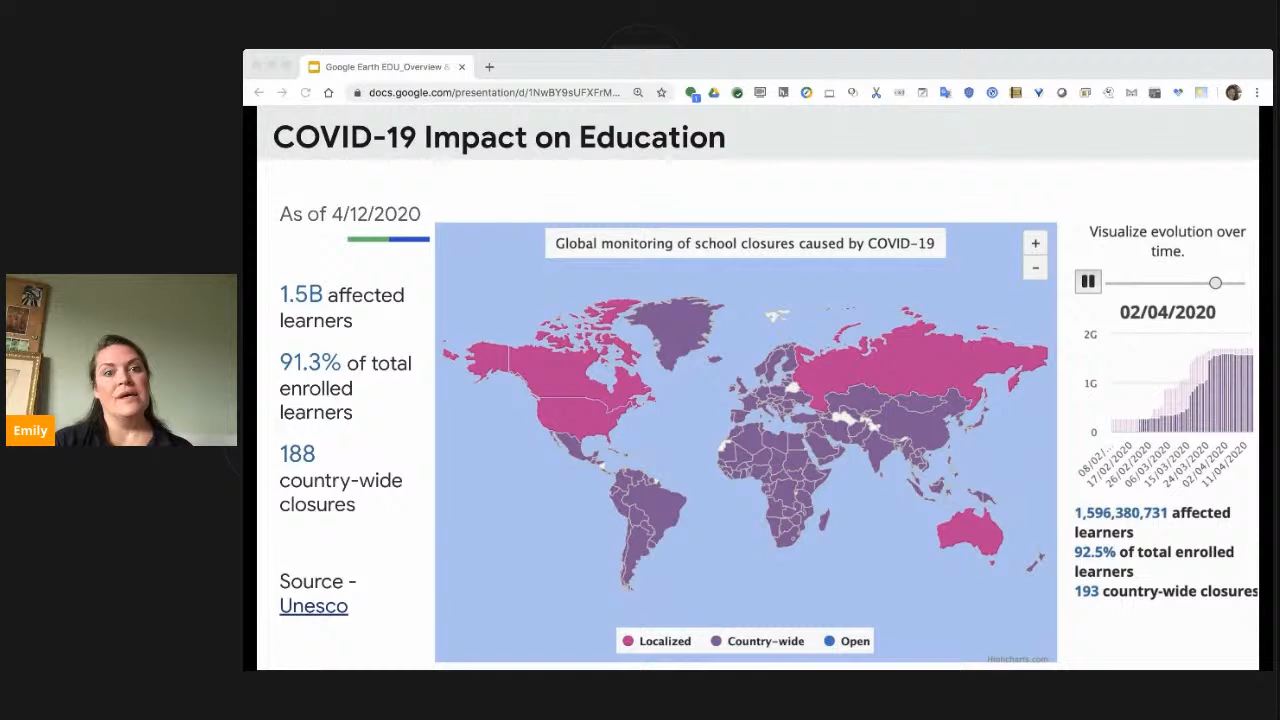 Google Earth EDU_Overview &
docs.google.com/presentation/d/1NwBY9sUFXFrM...
COVID-19 Impact on Education
As of 4/12/2020
1.5B affected
learners
91.3% of total
enrolled
learners
188
country-wide
closures
Source -
Unesco
Emily
Global monitoring of school closures caused by COVID-19
+
-
Localized
Country-wide
Open
Highcharts.com
Visualize evolution over
time.
02/04/2020
2G
1G
0
08/02/...
17/02/2020
26/02/2020
06/03/2020
15/03/2020
24/03/2020
02/04/2020
11/04/2020
1,596,380,731 affected
learners
92.5% of total enrolled
learners
193 country-wide closures